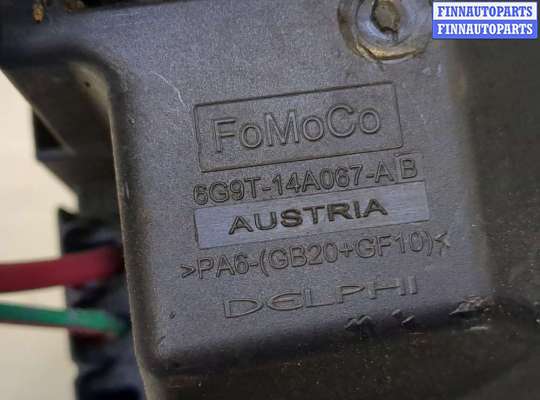 FINNAUTOPARTS
FINNAUTOPARTS
FoMoCo
6G9T-14A067-AB
AUSTRIA
>PA6-(GB20+GF10)<
DELPHI